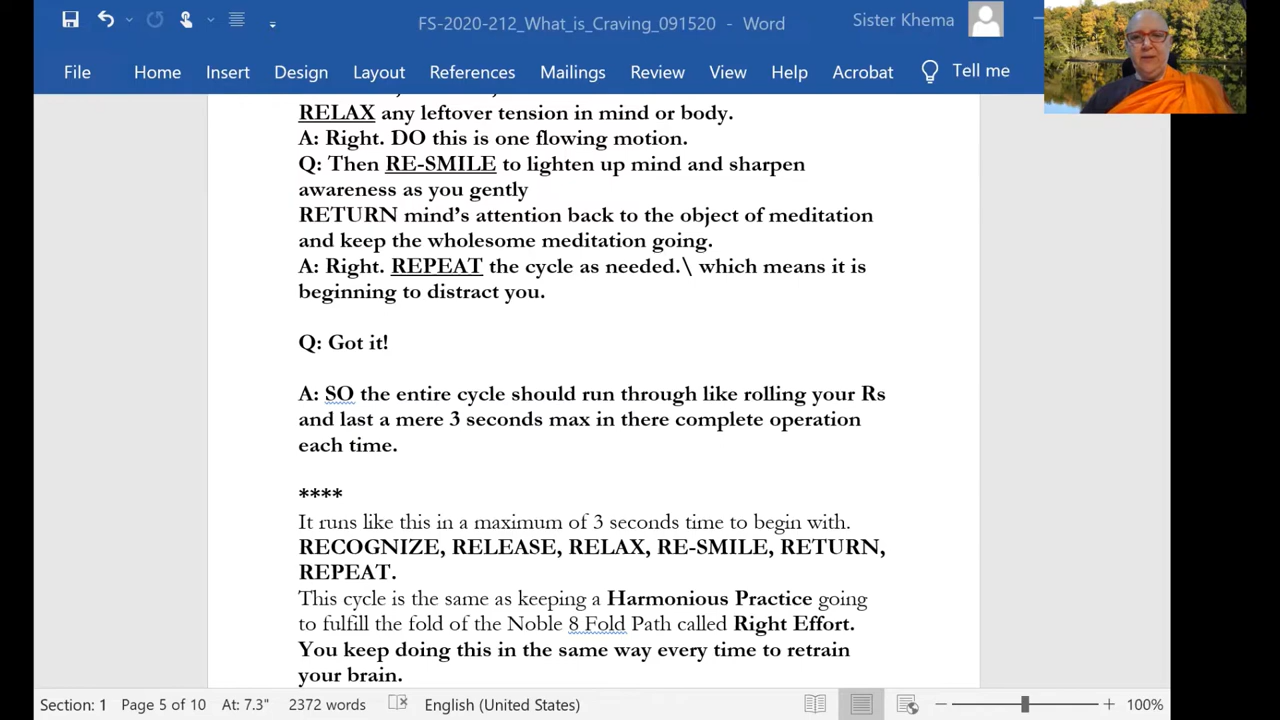 FS-2020-212_What_is_Craving_091520 - Word
Sister Khema
File Home Insert Design Layout References Mailings Review View Help Acrobat Tell me
RELAX any leftover tension in mind or body.
A: Right. DO this is one flowing motion.
Q: Then RE-SMILE to lighten up mind and sharpen
awareness as you gently
RETURN mind’s attention back to the object of meditation
and keep the wholesome meditation going.
A: Right. REPEAT the cycle as needed.\ which means it is
beginning to distract you.
Q: Got it!
A: SO the entire cycle should run through like rolling your Rs
and last a mere 3 seconds max in there complete operation
each time.
****
It runs like this in a maximum of 3 seconds time to begin with.
RECOGNIZE, RELEASE, RELAX, RE-SMILE, RETURN,
REPEAT.
This cycle is the same as keeping a Harmonious Practice going
to fulfill the fold of the Noble 8 Fold Path called Right Effort.
You keep doing this in the same way every time to retrain
your brain.
Section: 1 Page 5 of 10 At: 7.3" 2372 words English (United States) 100%